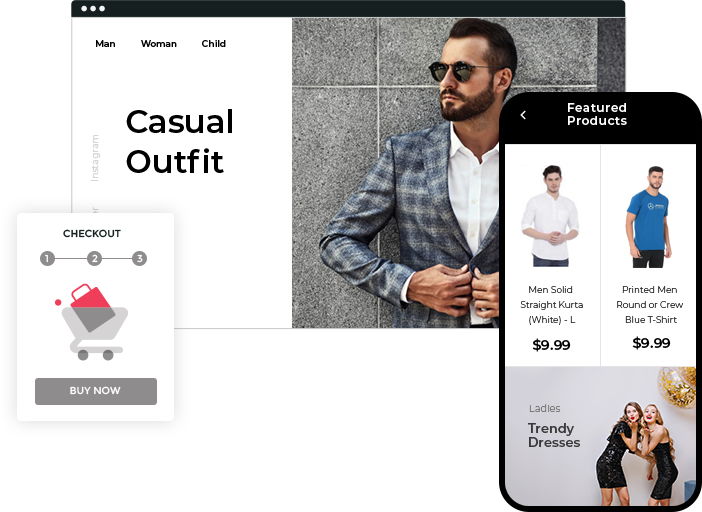 Man Woman Child
Casual
Outfit
Instagram
CHECKOUT
1 2 3
BUY NOW
Featured
Products
Men Solid
Straight Kurta
(White) - L
$9.99
Printed Men
Round or Crew
Blue T-Shirt
$9.99
Ladies
Trendy
Dresses